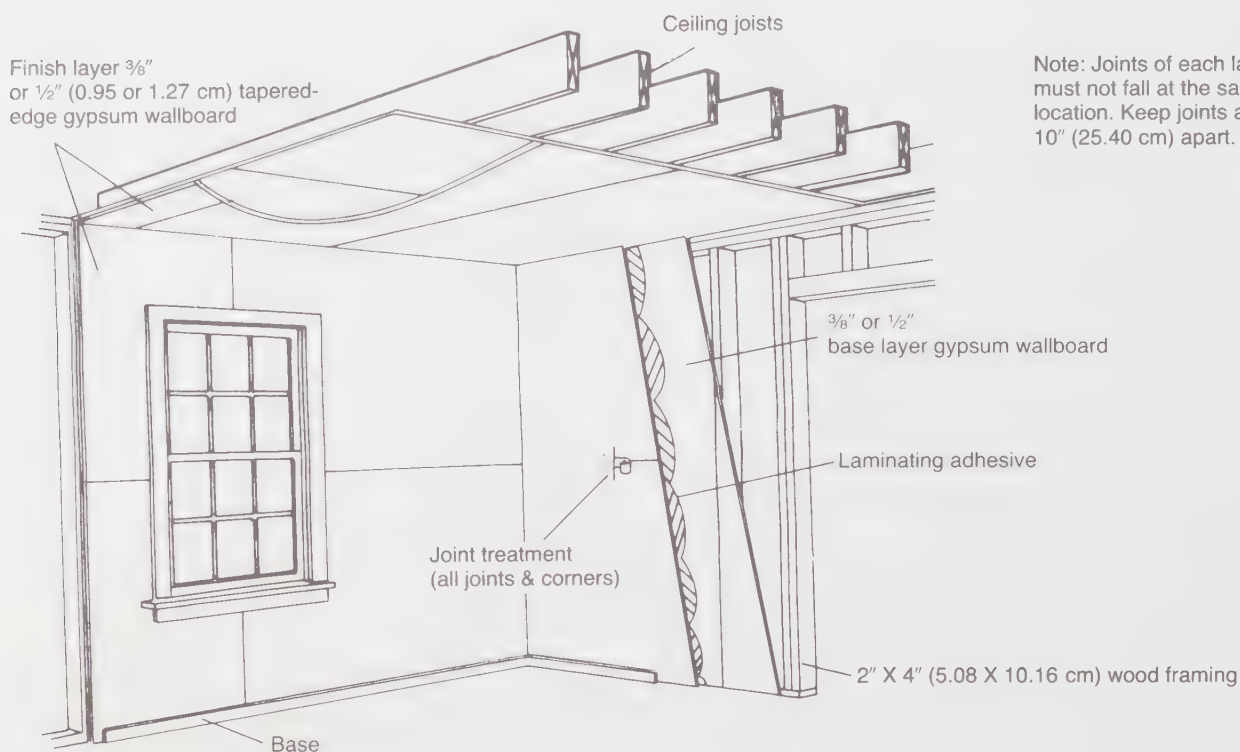 Ceiling joists
Finish layer ⅜"
or ½" (0.95 or 1.27 cm) tapered-
edge gypsum wallboard
Note: Joints of each la
must not fall at the sa
location. Keep joints a
10" (25.40 cm) apart.
⅜" or ½"
base layer gypsum wallboard
Laminating adhesive
Joint treatment
(all joints & corners)
2" X 4" (5.08 X 10.16 cm) wood framing
Base